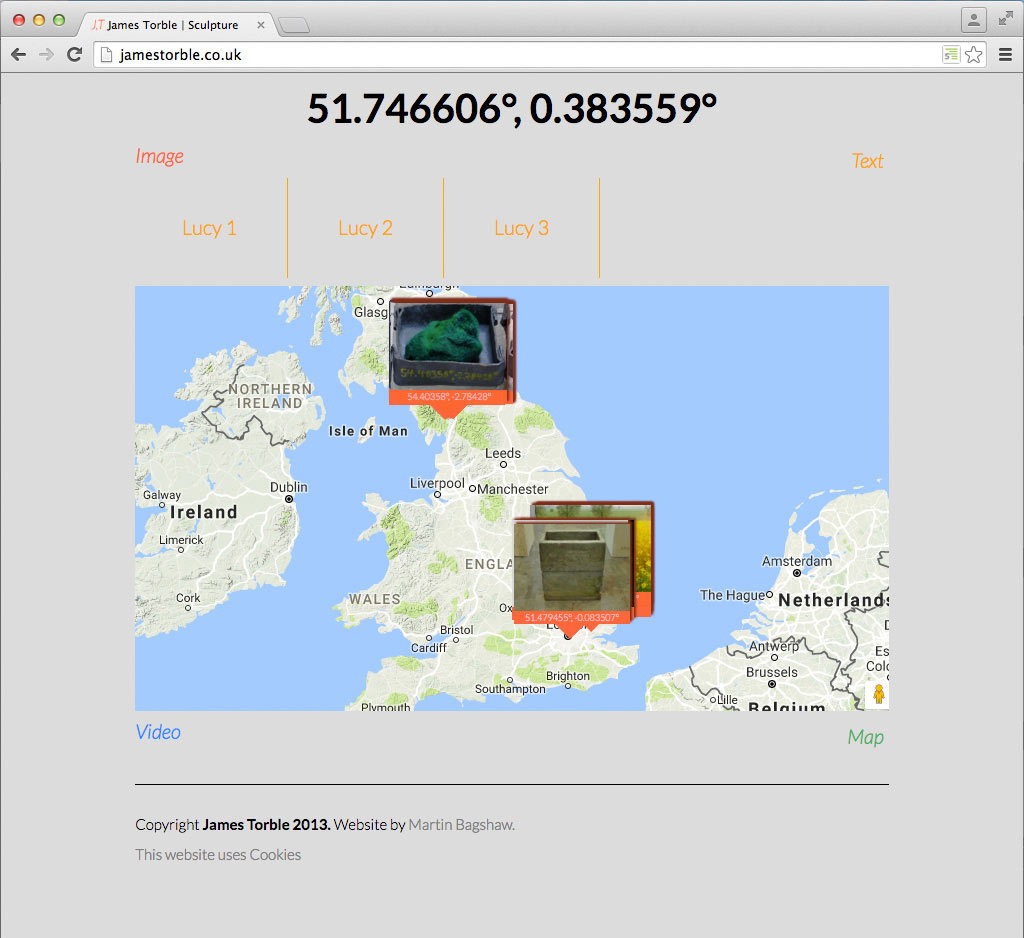 J.T James Torble | Sculpture
jamestorble.co.uk
51.746606°, 0.383559°
Image
Text
Lucy 1
Lucy 2
Lucy 3
Glasg
54.40358°, -2.78428°
NORTHERN
IRELAND
Isle of Man
Leeds
Liverpool
Manchester
Dublin
Galway
Ireland
Limerick
Cork
ENGLA
WALES
Amsterdam
The Hague
Netherlands
Ox
51.479455°, -0.083507°
Bristol
Cardiff
Antwerp
Brussels
Es
Colo
Brighton
Southampton
Lille
Plymouth
Belgium
Video
Map
Copyright James Torble 2013. Website by Martin Bagshaw.
This website uses Cookies